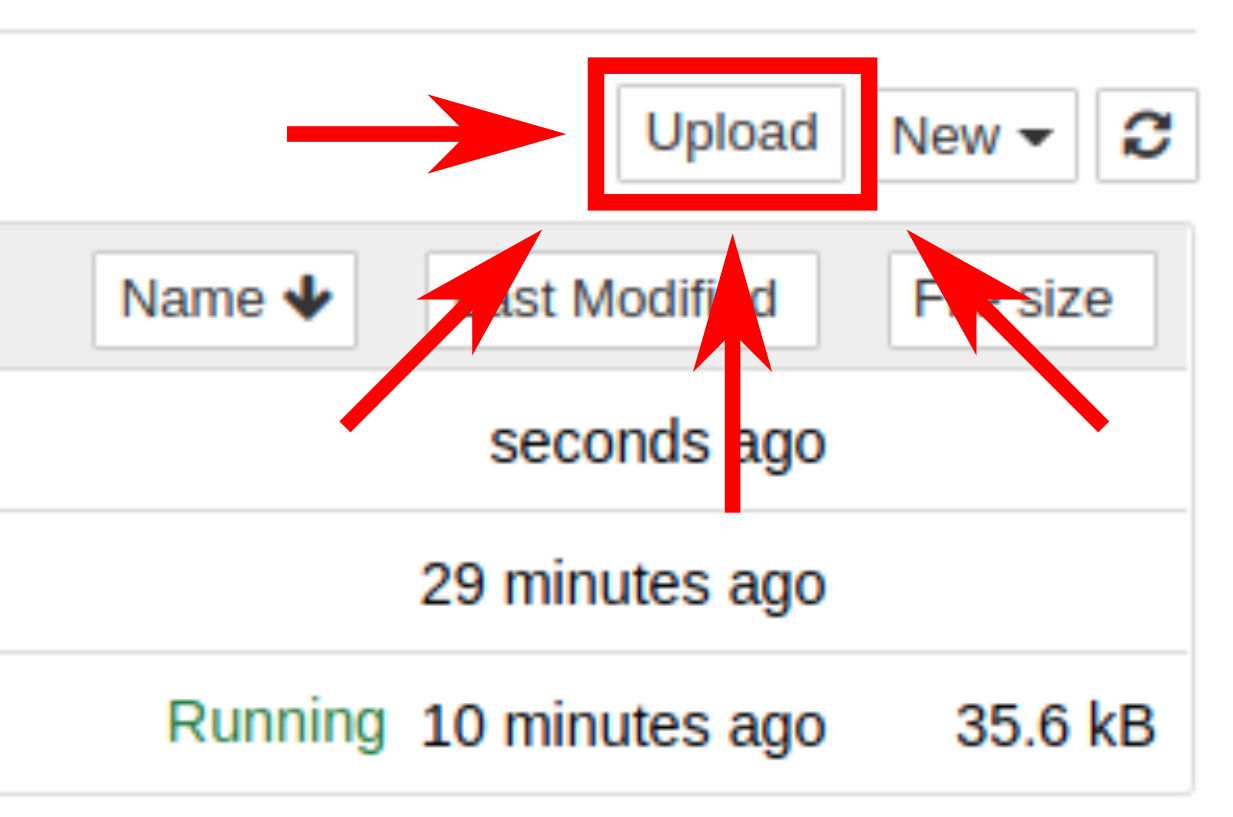 Upload New
Name Last Modified File size
seconds ago
29 minutes ago
Running 10 minutes ago 35.6 kB